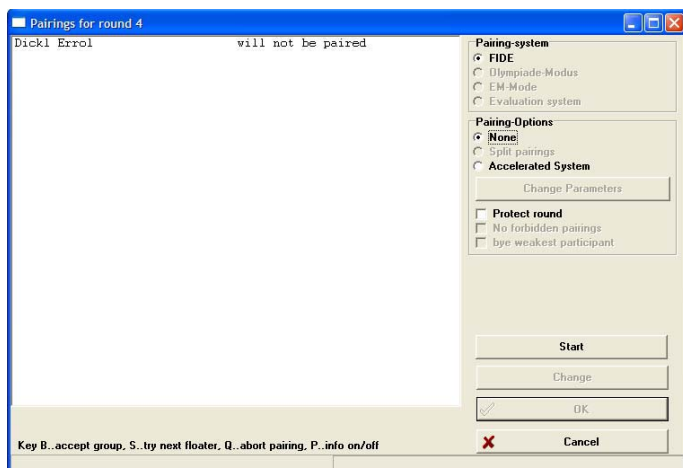 Pairings for round 4
Dickl Errol will not be paired
Pairing-system
FIDE
Olympiade-Modus
EM-Mode
Evaluation system
Pairing-Options
None
Split pairings
Accelerated System
Change Parameters
Protect round
No forbidden pairings
bye weakest participant
Start
Change
OK
Cancel
Key B..accept group, S..try next floater, Q..abort pairing, P..info on/off